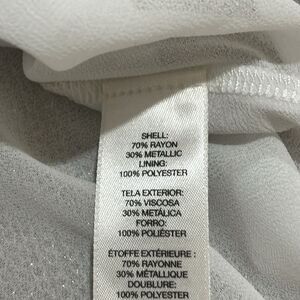 SHELL:
70% RAYON
30% METALLIC
LINING:
100% POLYESTER
TELA EXTERIOR:
70% VISCOSA
30% METÁLICA
FORRO:
100% POLIÉSTER
ÉTOFFE EXTÉRIEURE :
70% RAYONNE
30% MÉTALLIQUE
DOUBLURE:
100% POLYESTER